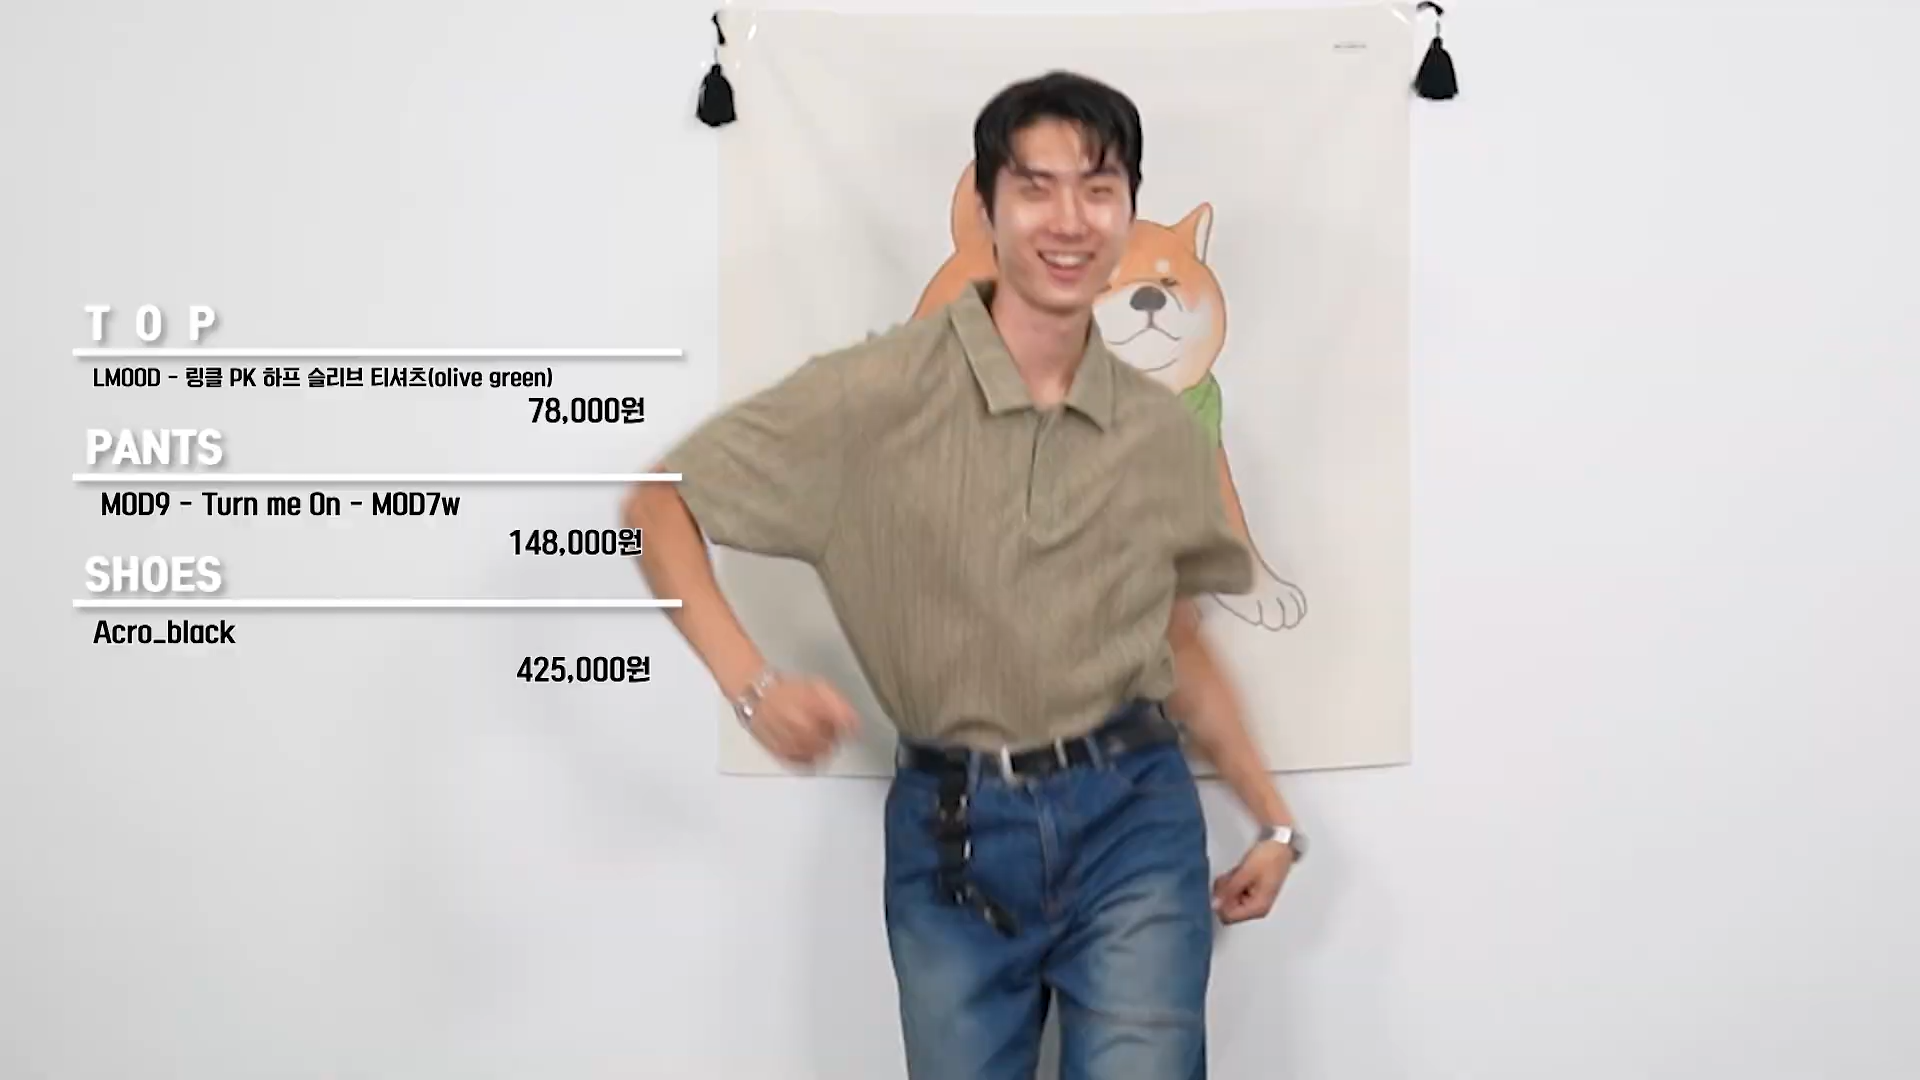 TOP
LMOOD - 링클 PK 하프 슬리브 티셔츠(olive green)
78,000원
PANTS
MOD9 - Turn me On - MOD7w
148,000원
SHOES
Acro_black
425,000원